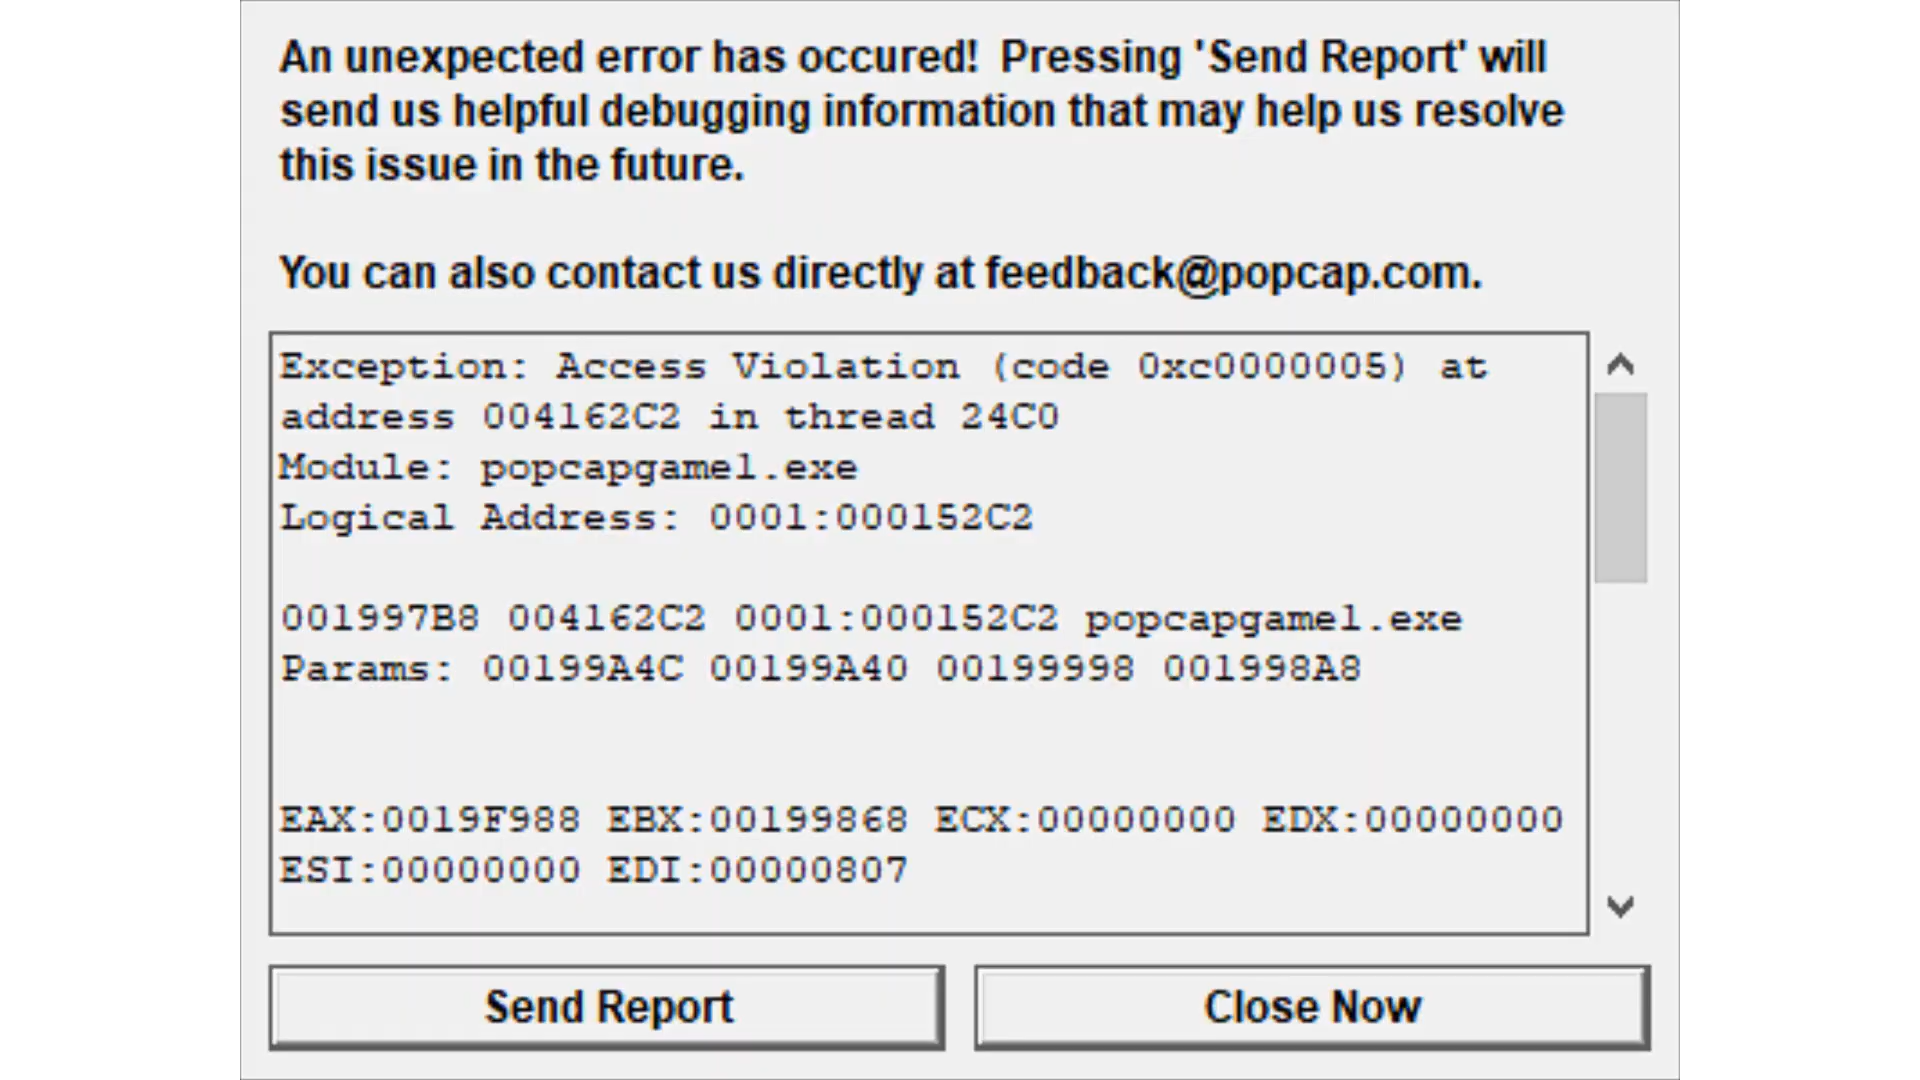 An unexpected error has occured!  Pressing 'Send Report' will
send us helpful debugging information that may help us resolve
this issue in the future.
You can also contact us directly at feedback@popcap.com.
Exception: Access Violation (code 0xc0000005) at
address 004162C2 in thread 24C0
Module: popcapgame1.exe
Logical Address: 0001:000152C2
001997B8 004162C2 0001:000152C2 popcapgame1.exe
Params: 00199A4C 00199A40 00199998 001998A8
EAX:0019F988 EBX:00199868 ECX:00000000 EDX:00000000
ESI:00000000 EDI:00000807
Send Report
Close Now